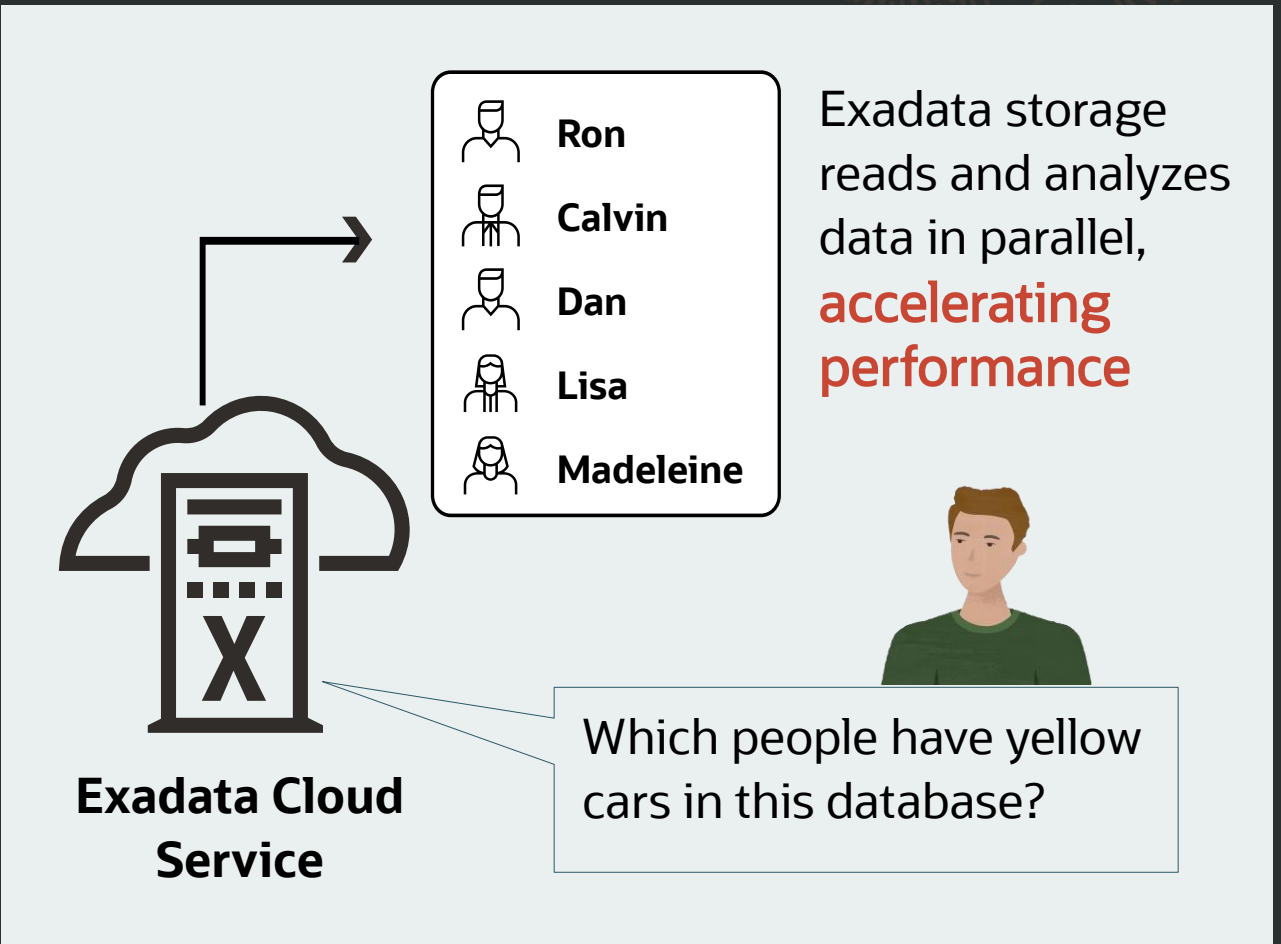 Ron
Calvin
Dan
Lisa
Madeleine
Exadata storage
reads and analyzes
data in parallel,
accelerating
performance
X
Exadata Cloud
Service
Which people have yellow
cars in this database?